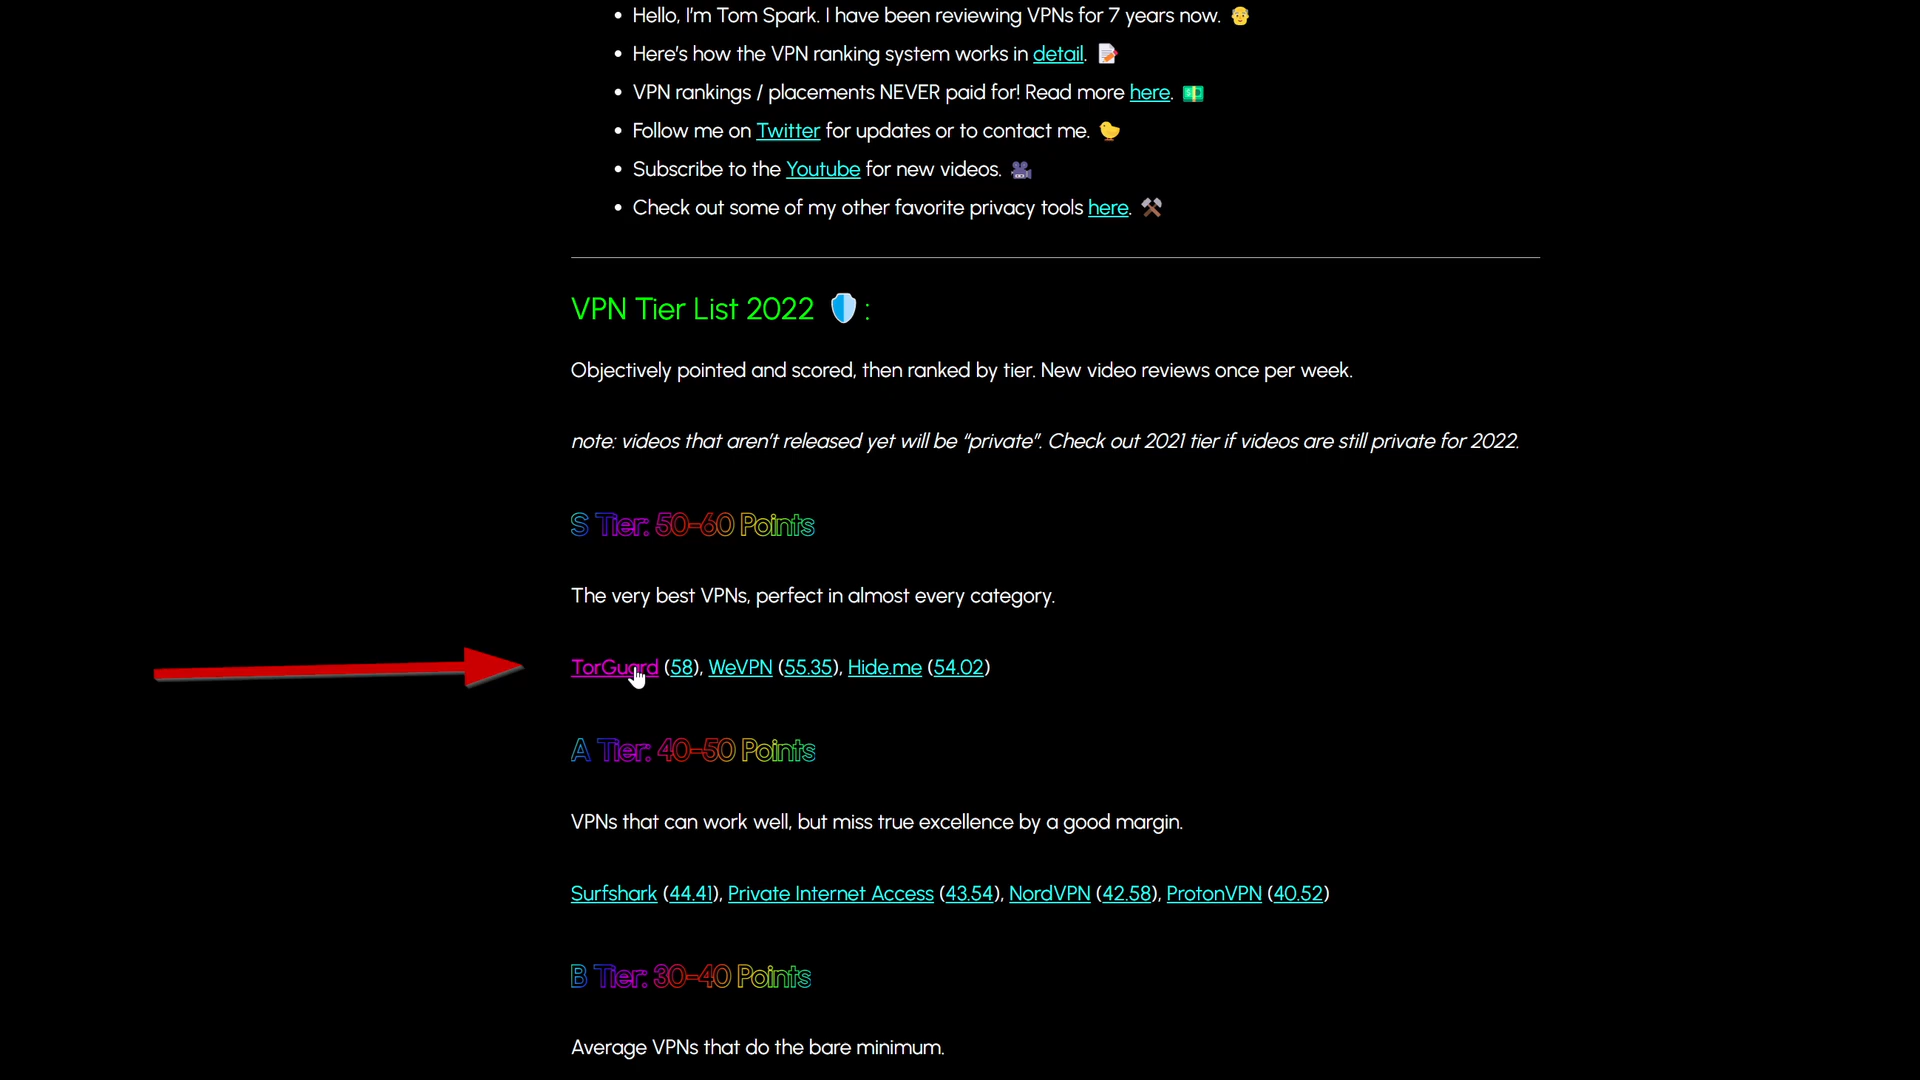 • Hello, I'm Tom Spark. I have been reviewing VPNs for 7 years now. 👴
• Here's how the VPN ranking system works in detail. 📝
• VPN rankings / placements NEVER paid for! Read more here. 💵
• Follow me on Twitter for updates or to contact me. 🐤
• Subscribe to the Youtube for new videos. 🎥
• Check out some of my other favorite privacy tools here. ⚒️
VPN Tier List 2022 🛡️ :
Objectively pointed and scored, then ranked by tier. New video reviews once per week.
note: videos that aren't released yet will be “private”. Check out 2021 tier if videos are still private for 2022.
S Tier: 50-60 Points
The very best VPNs, perfect in almost every category.
TorGuard (58), WeVPN (55.35), Hide.me (54.02)
A Tier: 40-50 Points
VPNs that can work well, but miss true excellence by a good margin.
Surfshark (44.41), Private Internet Access (43.54), NordVPN (42.58), ProtonVPN (40.52)
B Tier: 30-40 Points
Average VPNs that do the bare minimum.